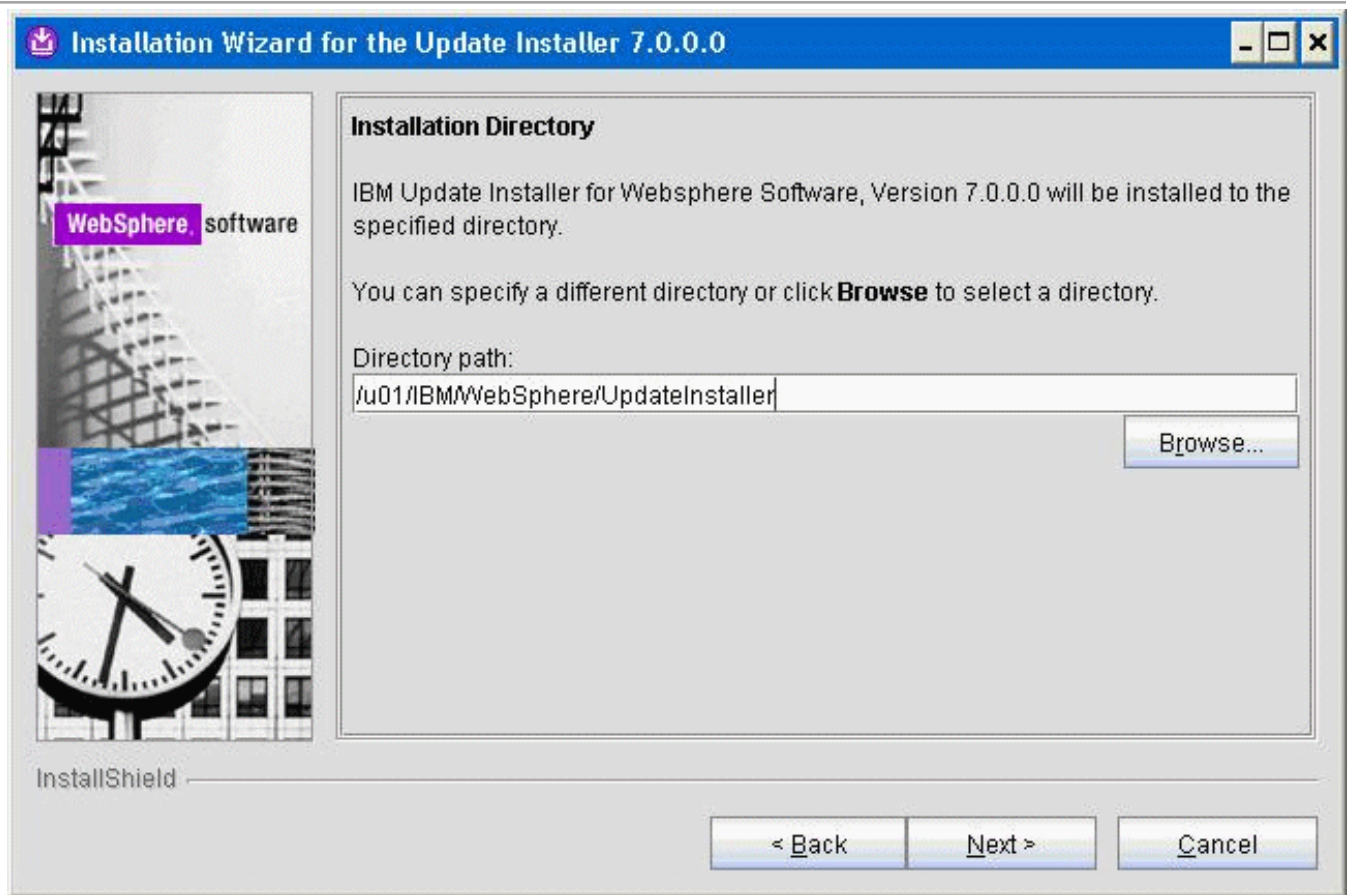 Installation Wizard for the Update Installer 7.0.0.0
WebSphere. software
Installation Directory
IBM Update Installer for Websphere Software, Version 7.0.0.0 will be installed to the
specified directory.
You can specify a different directory or click Browse to select a directory.
Directory path:
/u01/IBM/WebSphere/UpdateInstaller
Browse...
InstallShield
< Back
Next >
Cancel